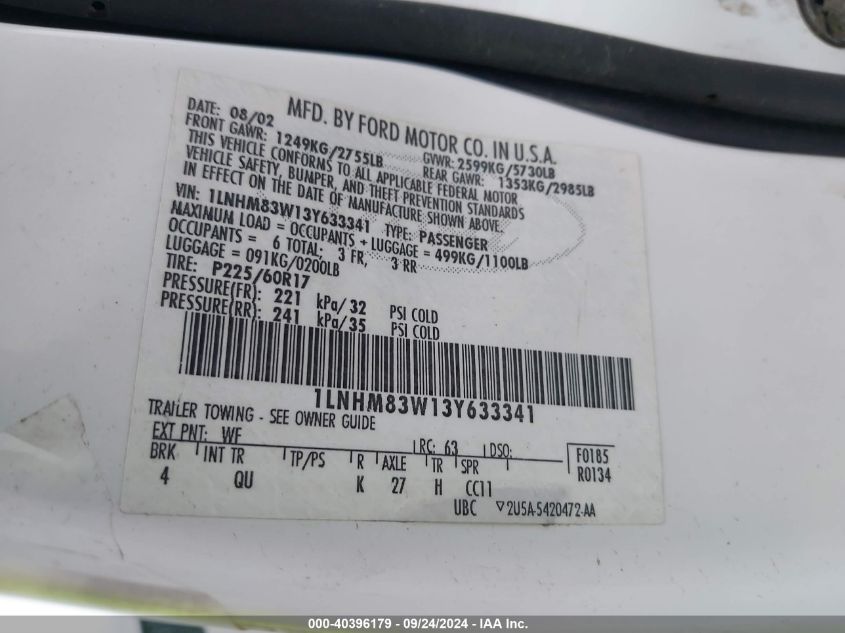 DATE: 08/02 MFD. BY FORD MOTOR CO. IN U.S.A.
FRONT GAWR: 1249KG/2755LB GVWR: 2599KG/5730LB
REAR GAWR: 1353KG/2985LB
THIS VEHICLE CONFORMS TO ALL APPLICABLE FEDERAL MOTOR
VEHICLE SAFETY, BUMPER, AND THEFT PREVENTION STANDARDS
IN EFFECT ON THE DATE OF MANUFACTURE SHOWN ABOVE.
VIN: 1LNHM83W13Y633341 TYPE: PASSENGER
MAXIMUM LOAD = OCCUPANTS + LUGGAGE = 499KG/1100LB
OCCUPANTS = 6 TOTAL; 3 FR, 3 RR
LUGGAGE = 091KG/0200LB
TIRE: P225/60R17
PRESSURE(FR): 221 kPa/32 PSI COLD
PRESSURE(RR): 241 kPa/35 PSI COLD
1LNHM83W13Y633341
TRAILER TOWING - SEE OWNER GUIDE
EXT PNT: WF RC: 63 DSO: F0185
BRK INT TR TP/PS R AXLE TR SPR R0134
4 QU K 27 H CC11
UBC ▽2U5A-5420472-AA
000-40396179 - 09/24/2024 - IAA Inc.